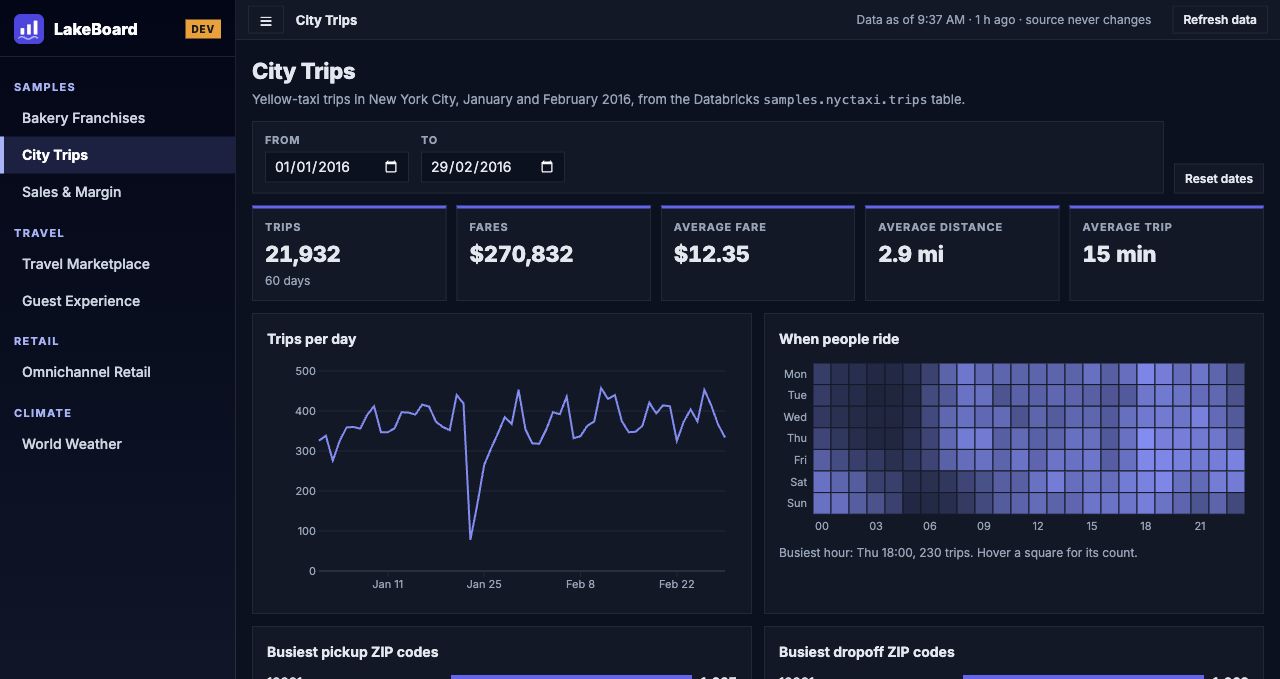 LakeBoard
DEV
SAMPLES
Bakery Franchises
City Trips
Sales & Margin
TRAVEL
Travel Marketplace
Guest Experience
RETAIL
Omnichannel Retail
CLIMATE
World Weather
City Trips
Data as of 9:37 AM · 1 h ago · source never changes
Refresh data
City Trips
Yellow-taxi trips in New York City, January and February 2016, from the Databricks samples.nyctaxi.trips table.
FROM
01/01/2016
TO
29/02/2016
Reset dates
TRIPS
21,932
60 days
FARES
$270,832
AVERAGE FARE
$12.35
AVERAGE DISTANCE
2.9 mi
AVERAGE TRIP
15 min
Trips per day
500
400
300
200
100
0
Jan 11 Jan 25 Feb 8 Feb 22
When people ride
Mon
Tue
Wed
Thu
Fri
Sat
Sun
00 03 06 09 12 15 18 21
Busiest hour: Thu 18:00, 230 trips. Hover a square for its count.
Busiest pickup ZIP codes
Busiest dropoff ZIP codes